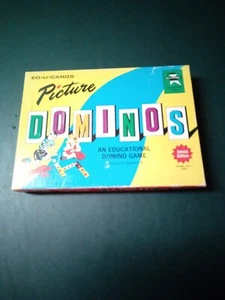 ED-U-CARDS
Picture
DOMINOS
AN EDUCATIONAL
DOMINO GAME